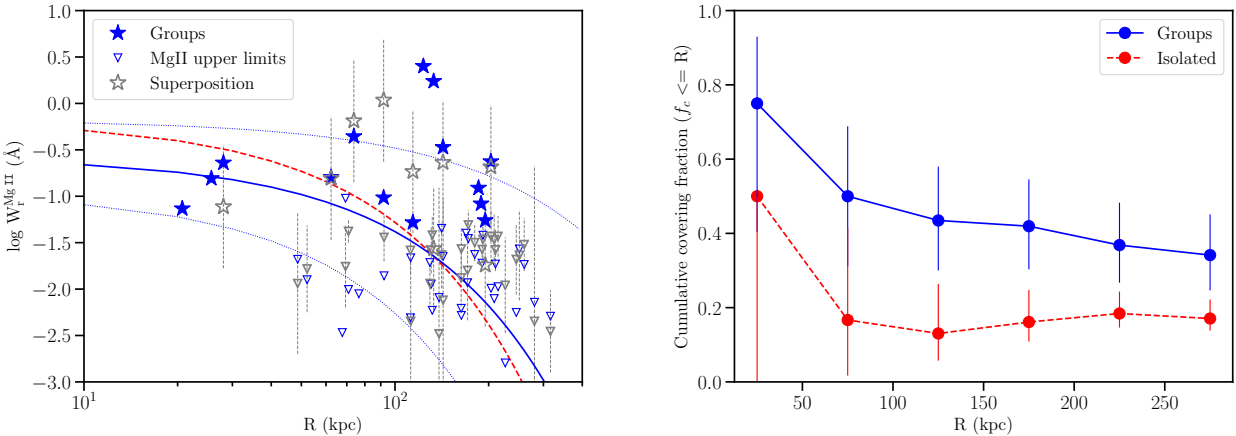 1.0
0.5
0.0
−0.5
−1.0
−1.5
−2.0
−2.5
−3.0
log W_r^{Mg II} (Å)
Groups
MgII upper limits
Superposition
10^1
10^2
R (kpc)
1.0
0.8
0.6
0.4
0.2
0.0
Cumulative covering fraction (f_c <= R)
Groups
Isolated
50
100
150
200
250
R (kpc)